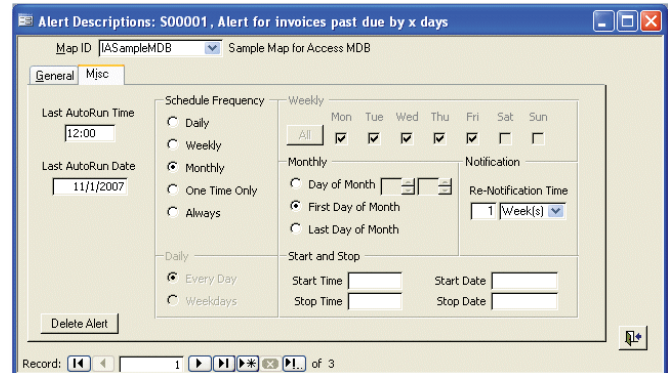 Alert Descriptions: S00001, Alert for invoices past due by x days
Map ID IASampleMDB Sample Map for Access MDB
General Misc
Last AutoRun Time
12:00
Last AutoRun Date
11/1/2007
Schedule Frequency
Daily
Weekly
Monthly
One Time Only
Always
Daily
Every Day
Weekdays
Weekly
Mon Tue Wed Thu Fri Sat Sun
All
Monthly
Day of Month
First Day of Month
Last Day of Month
Notification
Re-Notification Time
1 Week(s)
Start and Stop
Start Time Start Date
Stop Time Stop Date
Delete Alert
Record: 1 of 3